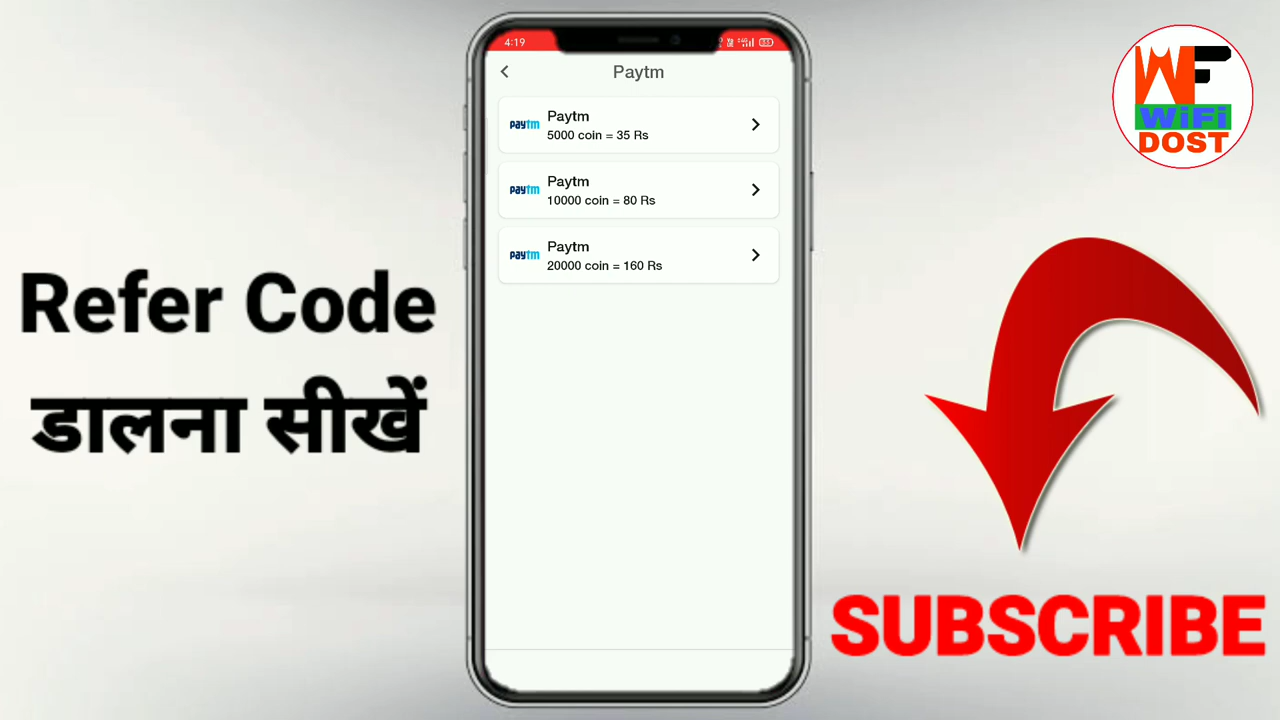 4:19
Paytm
paytm
Paytm
5000 coin = 35 Rs
paytm
Paytm
10000 coin = 80 Rs
paytm
Paytm
20000 coin = 160 Rs
Refer Code
डालना सीखें
WF
WiFi
DOST
SUBSCRIBE